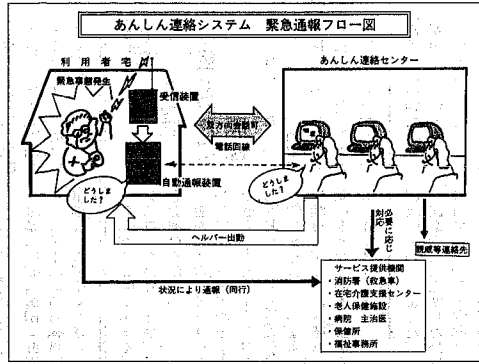 あんしん連絡システム 緊急通報フロー図
利用者宅
緊急事態発生
受信装置
自動通報装置
どうしま
した?
双方向会話可
電話回線
あんしん連絡センター
どうしま
した?
ヘルパー出動
状況により通報(同行)
必要に応じ
対応
親戚等連絡先
サービス提供機関
・消防署(救急車)
・在宅介護支援センター
・老人保健施設
・病院 主治医
・保健所
・福祉事務所